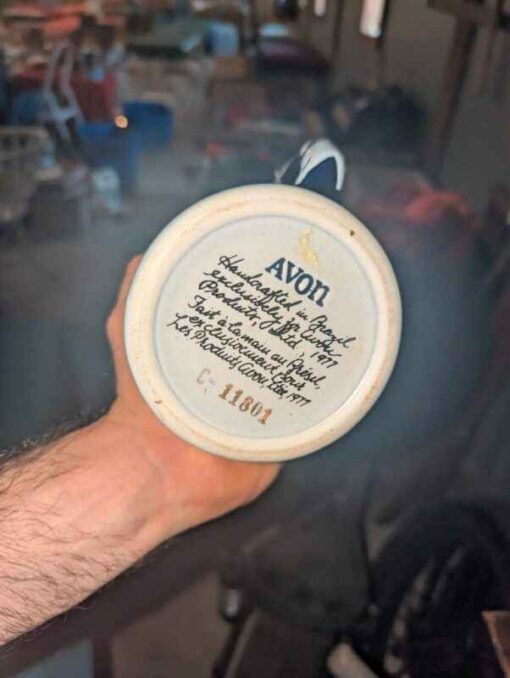 AVON
Handcrafted in Brazil
exclusively for Avon
Products, Ltd, 1977
Fait à la main au Brésil,
exclusivement pour
Les Produits Avon, Ltée, 1977
C- 11801